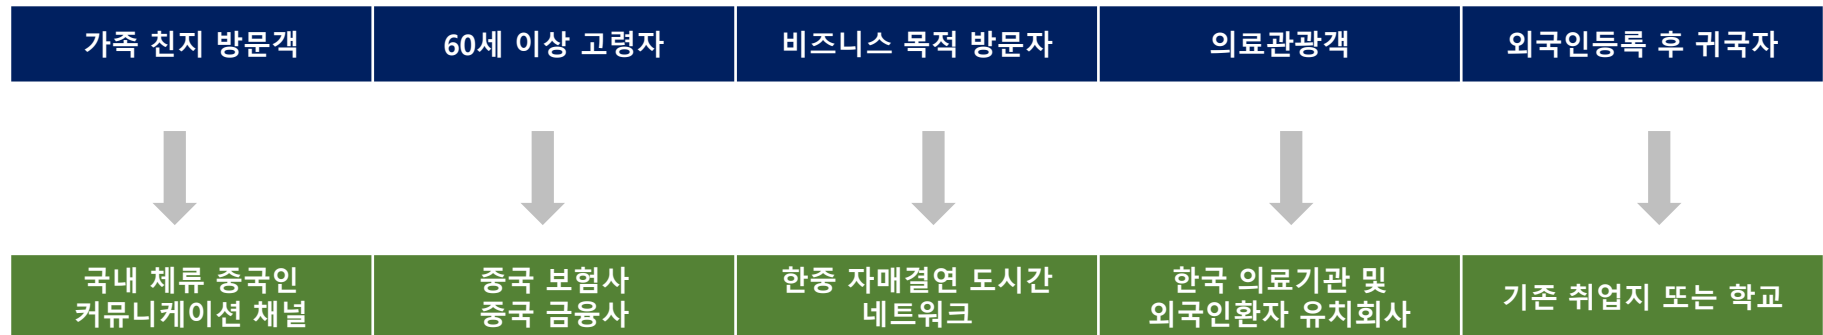 가족 친지 방문객
60세 이상 고령자
비즈니스 목적 방문자
의료관광객
외국인등록 후 귀국자
국내 체류 중국인
커뮤니케이션 채널
중국 보험사
중국 금융사
한중 자매결연 도시간
네트워크
한국 의료기관 및
외국인환자 유치회사
기존 취업지 또는 학교